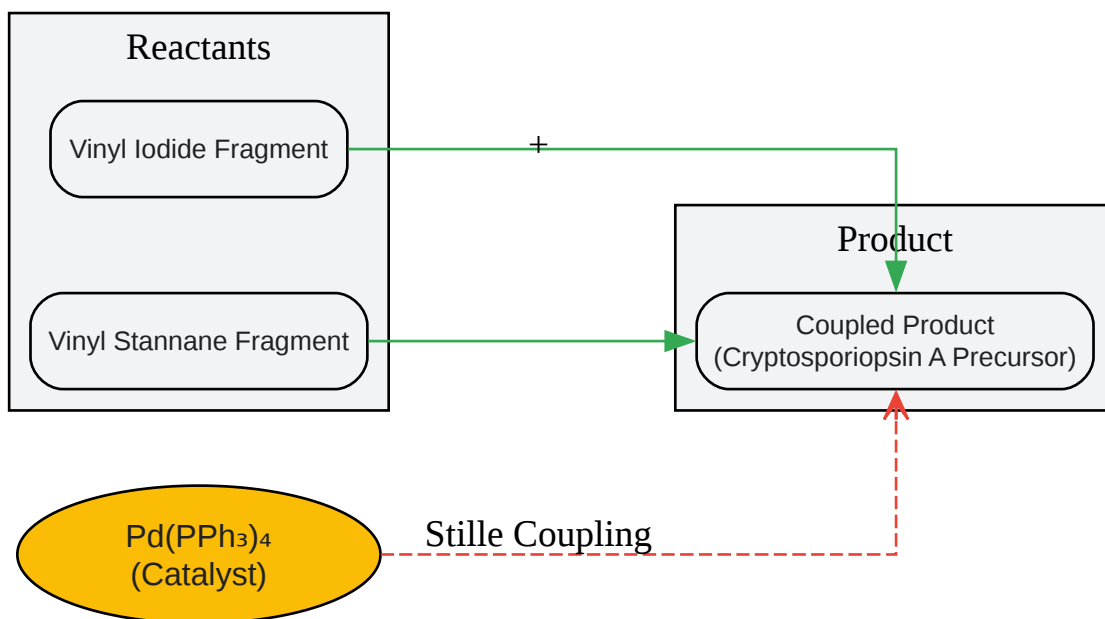 Reactants
Vinyl Iodide Fragment
+
Product
Vinyl Stannane Fragment
Coupled Product
(Cryptosporiopsin A Precursor)
Pd(PPh₃)₄
(Catalyst)
Stille Coupling